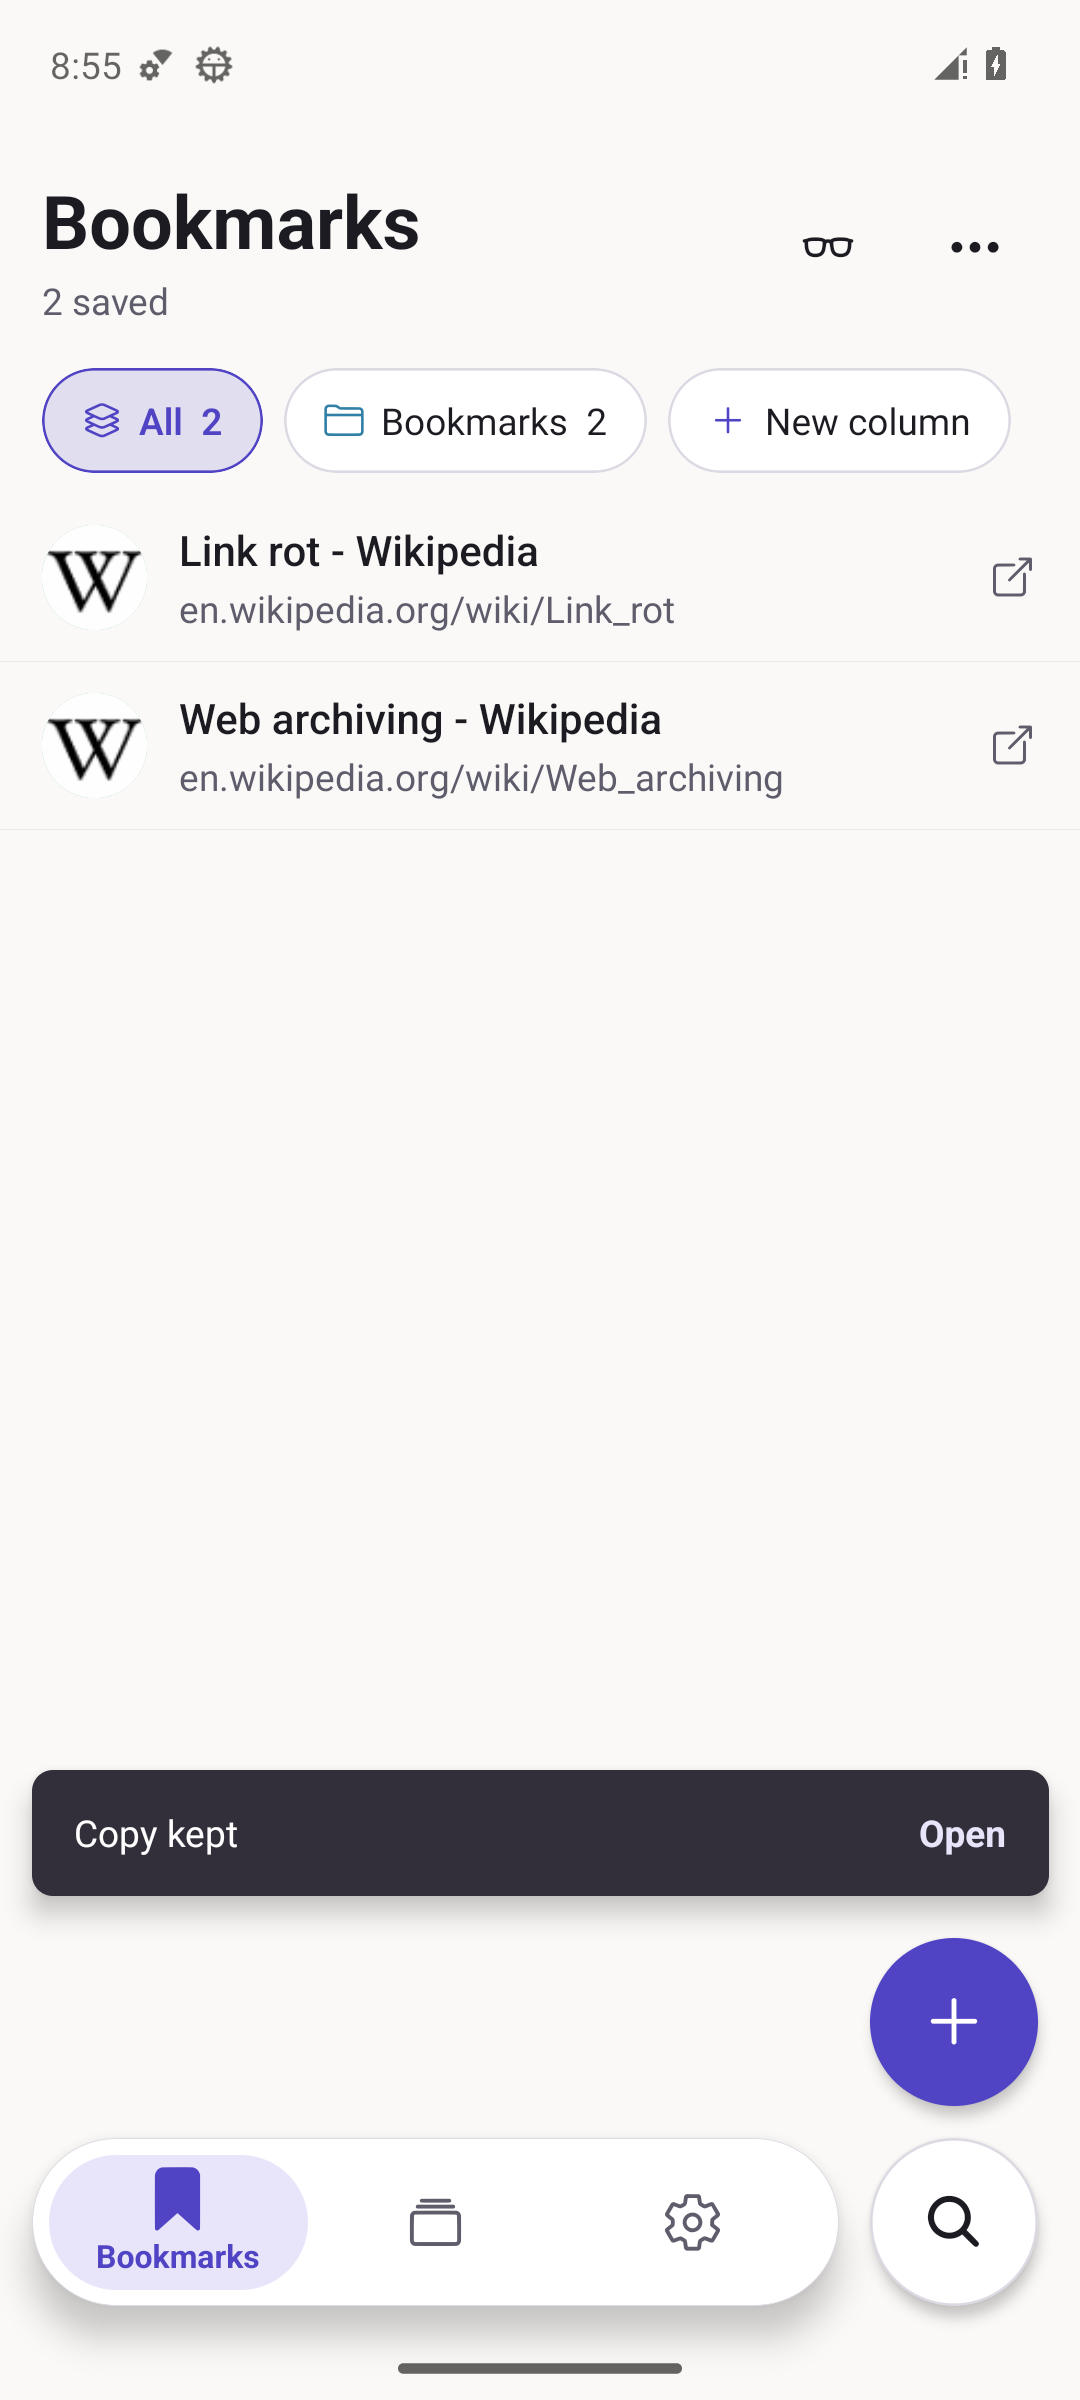 8:55
Bookmarks
2 saved
All 2
Bookmarks 2
New column
Link rot - Wikipedia
en.wikipedia.org/wiki/Link_rot
Web archiving - Wikipedia
en.wikipedia.org/wiki/Web_archiving
Copy kept
Open
Bookmarks